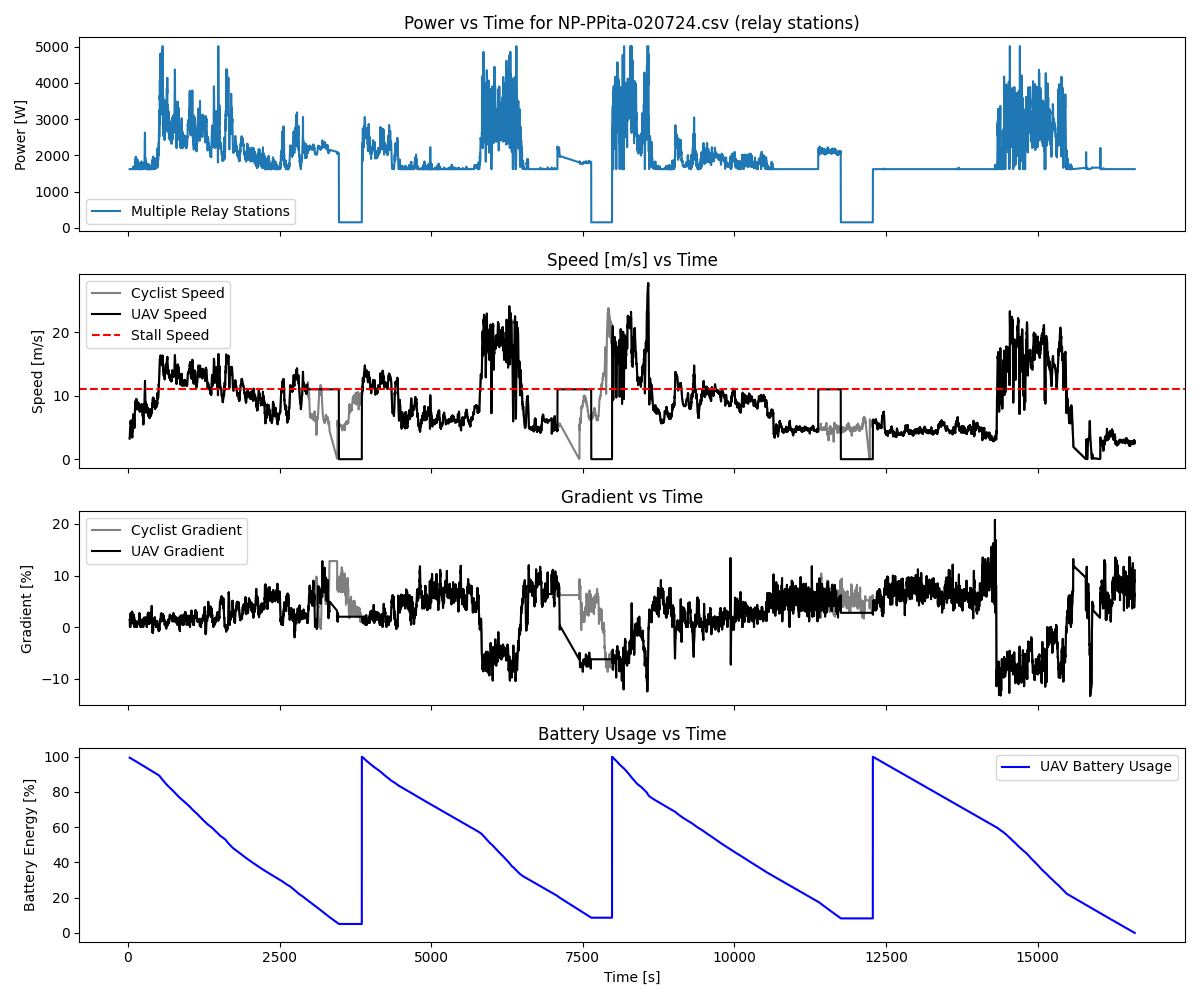 Power vs Time for NP-PPita-020724.csv (relay stations)
5000
4000
3000
2000
1000
0
Power [W]
Multiple Relay Stations
Speed [m/s] vs Time
20
10
0
Speed [m/s]
Cyclist Speed
UAV Speed
Stall Speed
Gradient vs Time
20
10
0
−10
Gradient [%]
Cyclist Gradient
UAV Gradient
Battery Usage vs Time
100
80
60
40
20
0
Battery Energy [%]
UAV Battery Usage
0 2500 5000 7500 10000 12500 15000
Time [s]